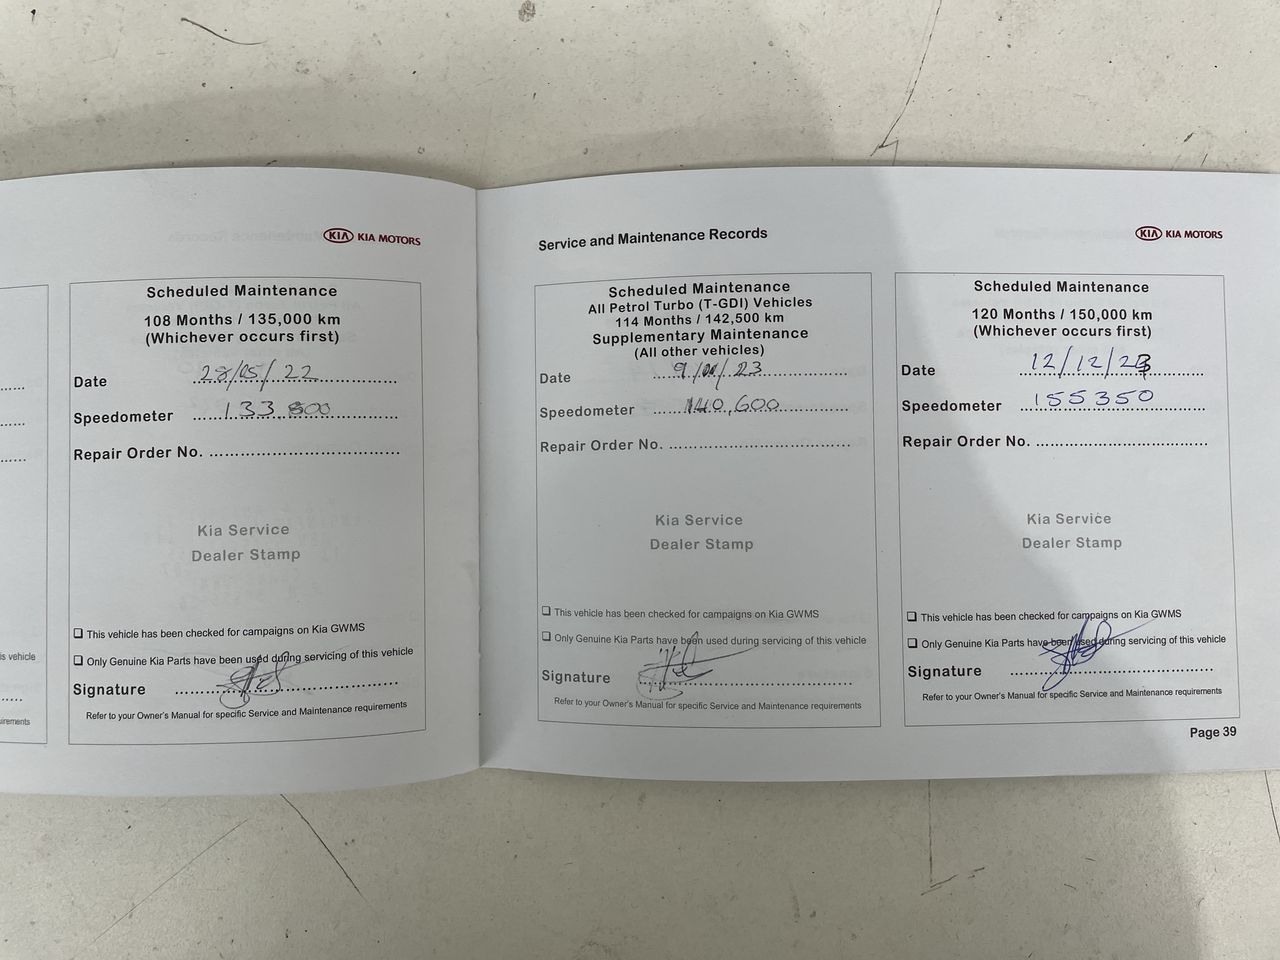 is vehicle
irements
KIA KIA MOTORS
Scheduled Maintenance
108 Months / 135,000 km
(Whichever occurs first)
Date 28/05/22
Speedometer 133 800
Repair Order No.
Kia Service
Dealer Stamp
This vehicle has been checked for campaigns on Kia GWMS
Only Genuine Kia Parts have been used during servicing of this vehicle
Signature
Refer to your Owner's Manual for specific Service and Maintenance requirements
Service and Maintenance Records
KIA KIA MOTORS
Scheduled Maintenance
All Petrol Turbo (T-GDI) Vehicles
114 Months / 142,500 km
Supplementary Maintenance
(All other vehicles)
Date 9/ /23
Speedometer 140,600
Repair Order No.
Kia Service
Dealer Stamp
This vehicle has been checked for campaigns on Kia GWMS
Only Genuine Kia Parts have been used during servicing of this vehicle
Signature
Refer to your Owner's Manual for specific Service and Maintenance requirements
Scheduled Maintenance
120 Months / 150,000 km
(Whichever occurs first)
Date 12/12/23
Speedometer 155350
Repair Order No.
Kia Service
Dealer Stamp
This vehicle has been checked for campaigns on Kia GWMS
Only Genuine Kia Parts have been used during servicing of this vehicle
Signature
Refer to your Owner's Manual for specific Service and Maintenance requirements
Page 39